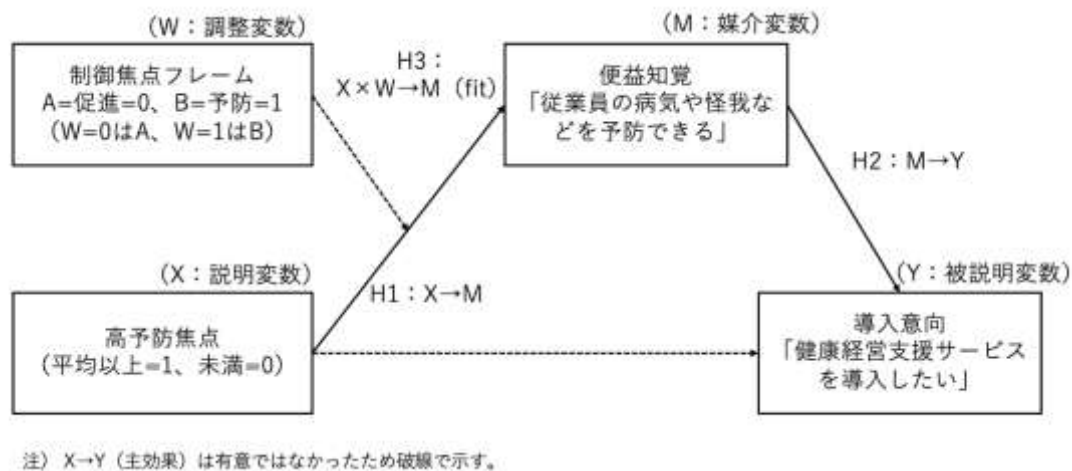 (W：調整変数)
制御焦点フレーム
A=促進=0、B=予防=1
(W=0はA、W=1はB)
H3：
X×W→M (fit)
(M：媒介変数)
便益知覚
「従業員の病気や怪我な
どを予防できる」
H2：M→Y
(X：説明変数)
高予防焦点
(平均以上=1、未満=0)
H1：X→M
(Y：被説明変数)
導入意向
「健康経営支援サービス
を導入したい」
注） X→Y（主効果）は有意ではなかったため破線で示す。